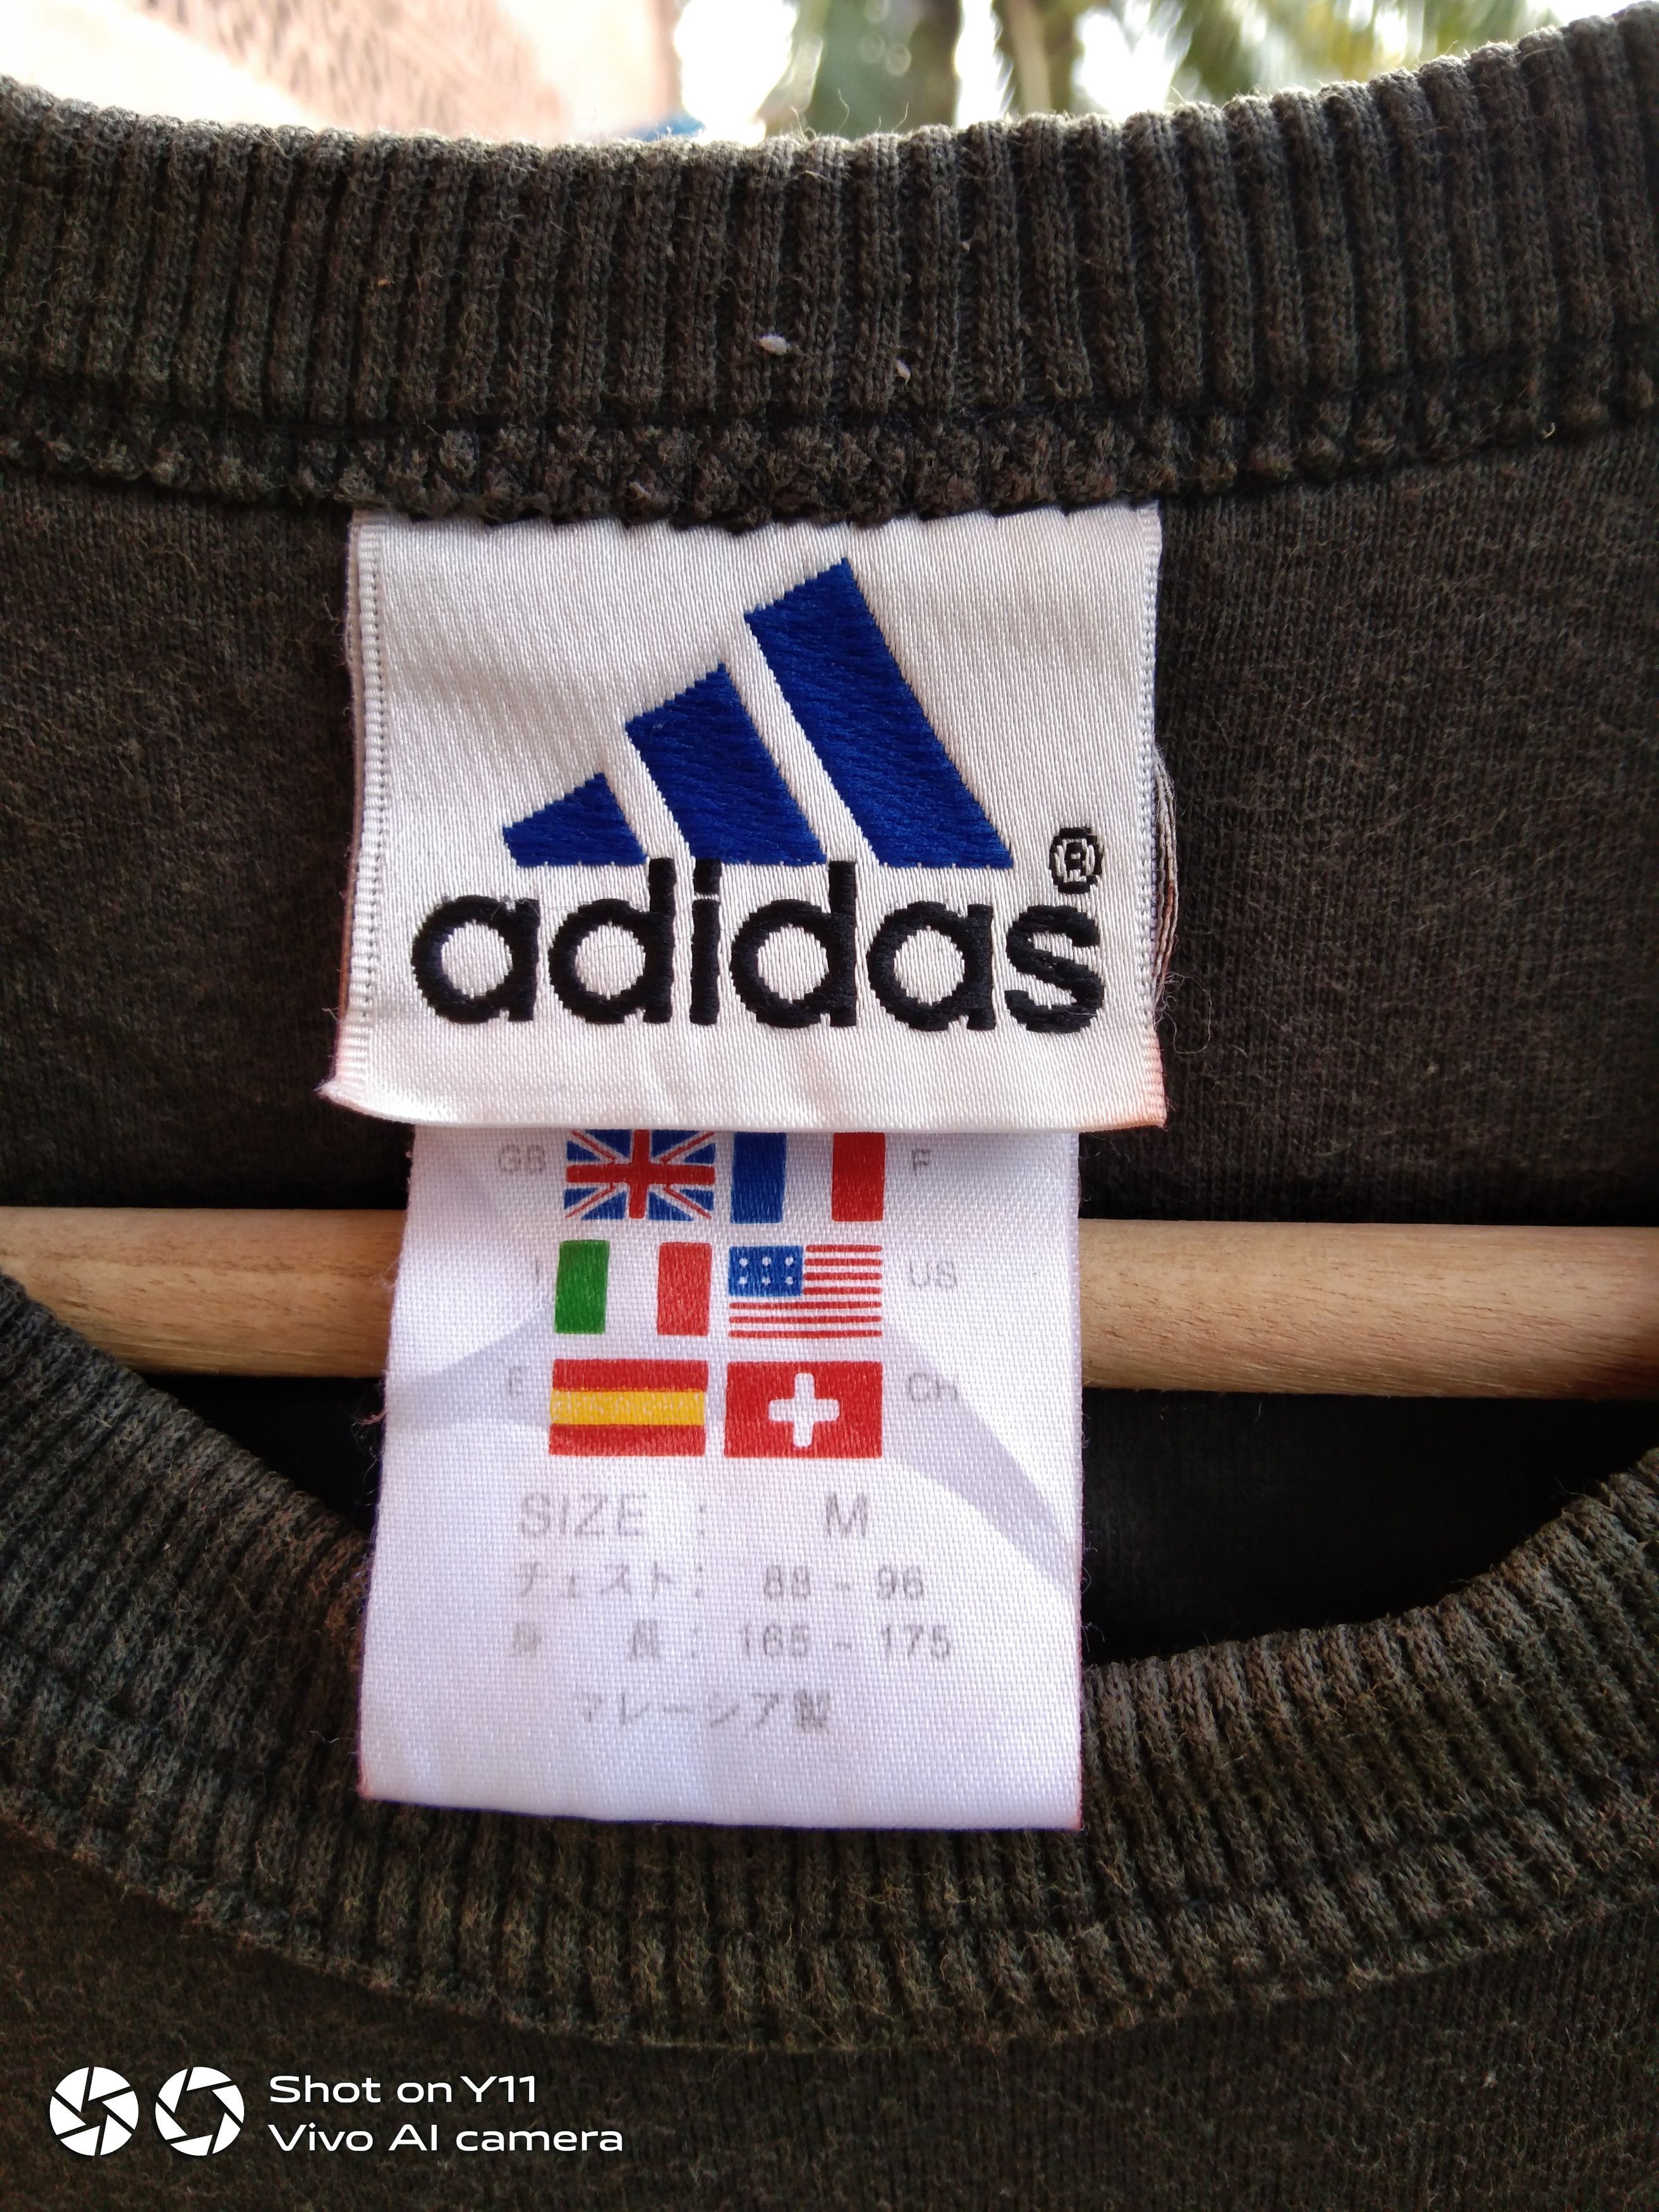 adidas®
GB F
I US
E CH
SIZE : M
チェスト: 88 - 96
身 長: 165 - 175
マレーシア製
Shot on Y11
Vivo AI camera